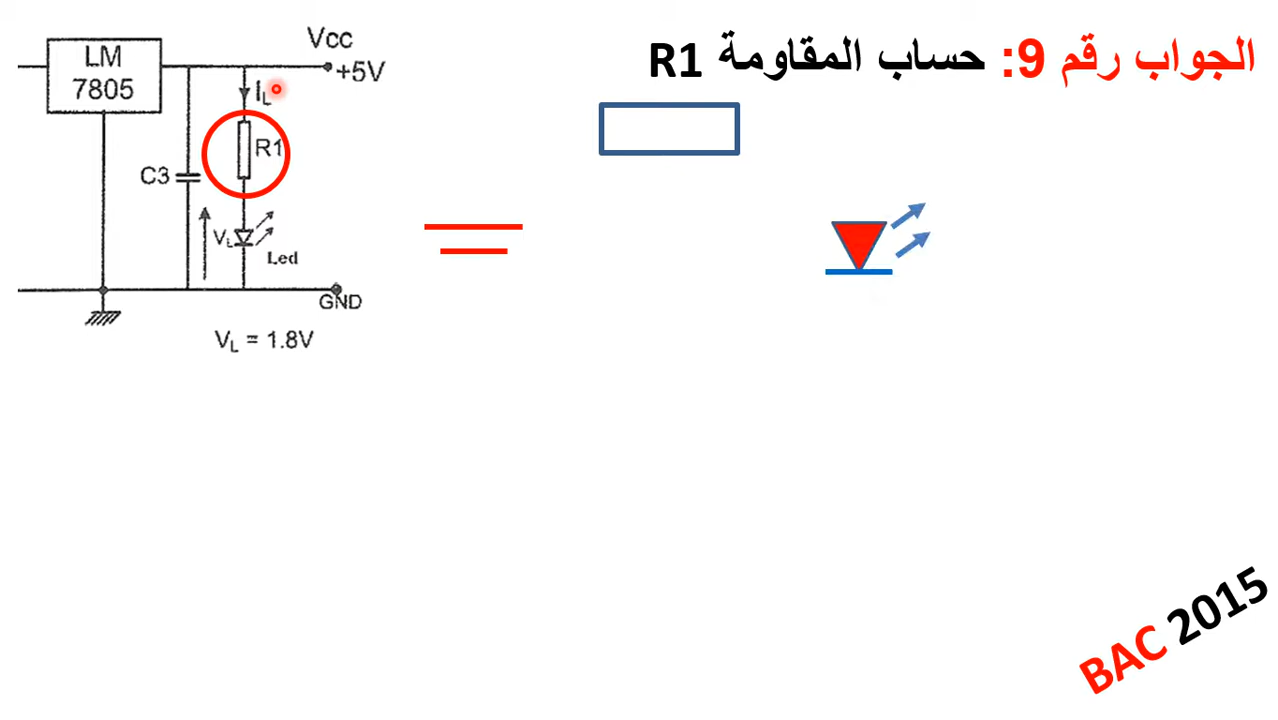 الجواب رقم 9: حساب المقاومة R1
LM
7805
Vcc
+5V
IL
R1
C3
VL
Led
GND
VL = 1.8V
BAC 2015